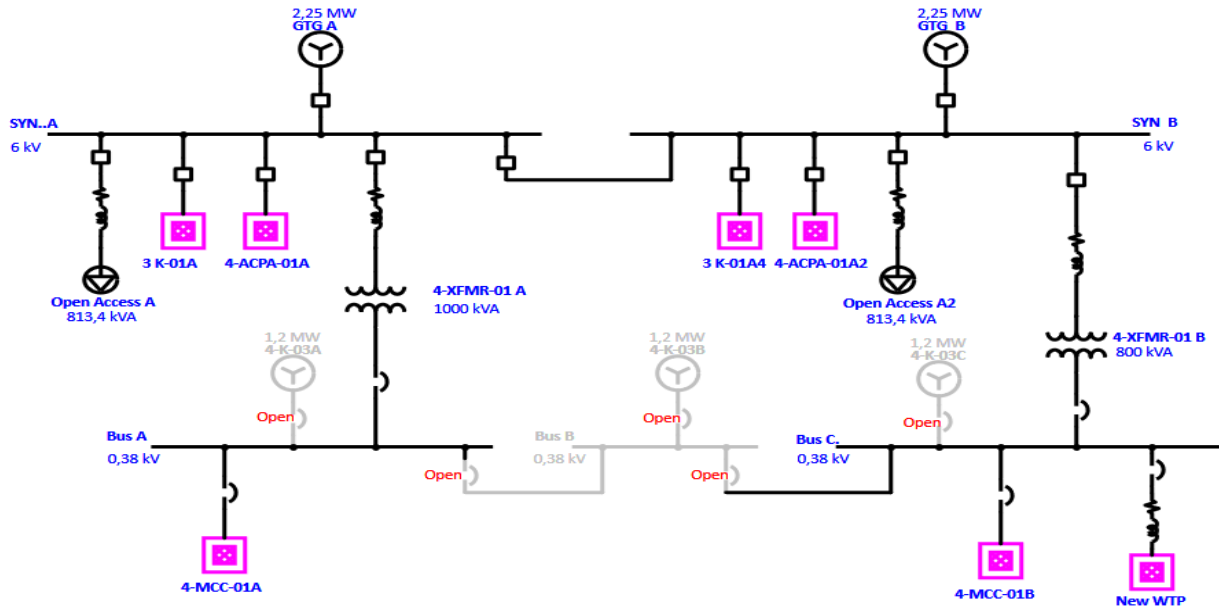 2,25 MW
GTG A
2,25 MW
GTG B
SYN..A
6 kV
SYN B
6 kV
3 K-01A
4-ACPA-01A
3 K-01A4
4-ACPA-01A2
Open Access A
813,4 kVA
4-XFMR-01 A
1000 kVA
Open Access A2
813,4 kVA
4-XFMR-01 B
800 kVA
1,2 MW
4-K-03A
1,2 MW
4-K-03B
1,2 MW
4-K-03C
Open
Open
Open
Bus A
0,38 kV
Bus B
0,38 kV
Bus C.
0,38 kV
Open
Open
4-MCC-01A
4-MCC-01B
New WTP